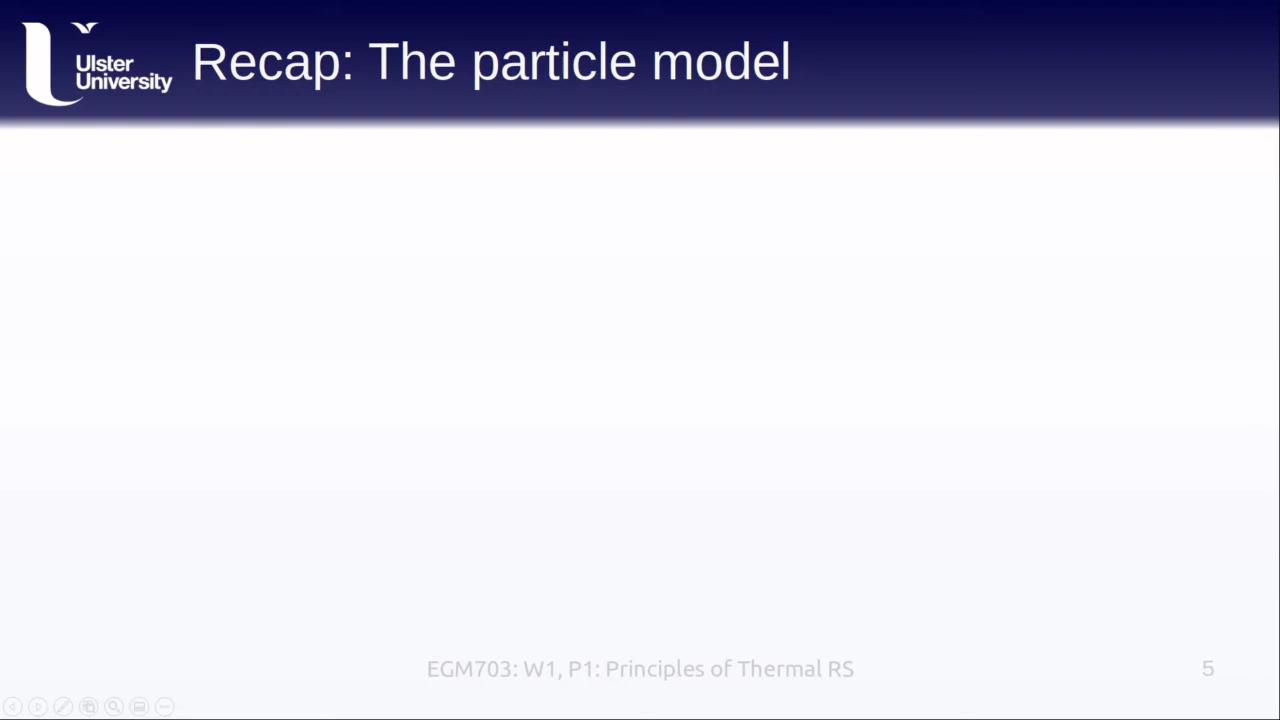 Ulster
University
Recap: The particle model
EGM703: W1, P1: Principles of Thermal RS
5